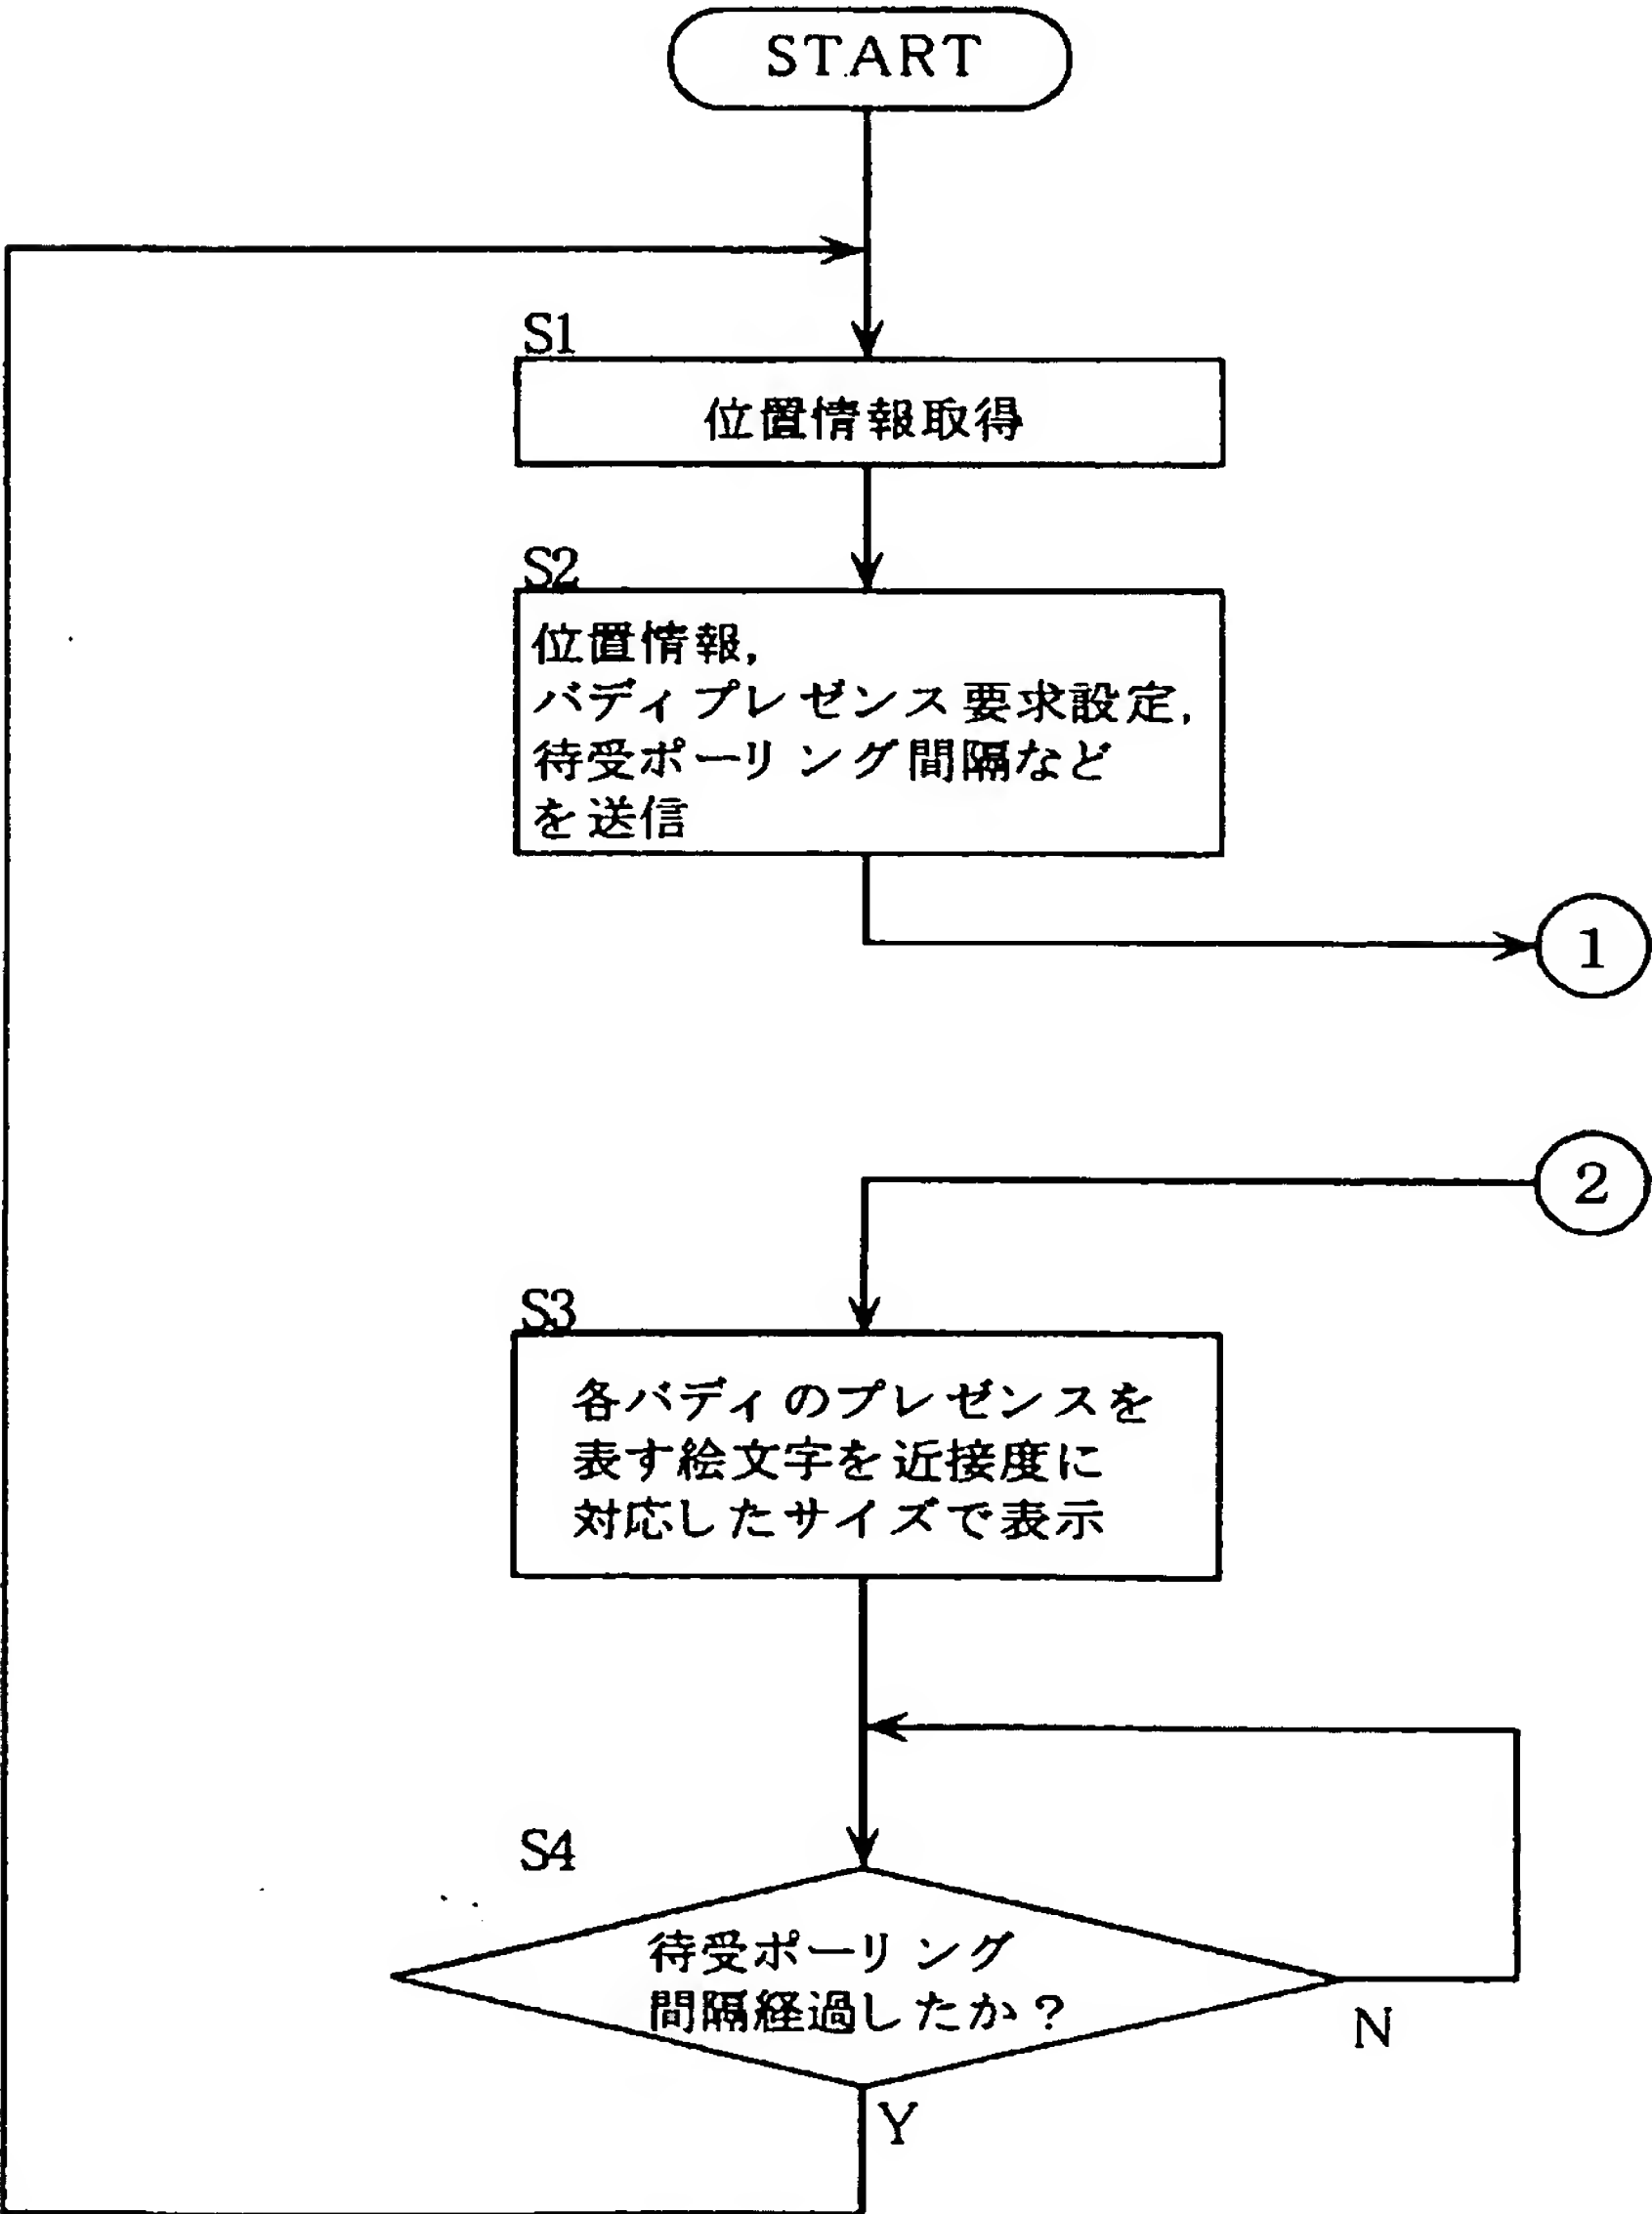 START
S1
位置情報取得
S2
位置情報,
バディプレゼンス要求設定,
待受ポーリング間隔など
を送信
1
2
S3
各バディのプレゼンスを
表す絵文字を近接度に
対応したサイズで表示
S4
待受ポーリング
間隔経過したか?
N
Y